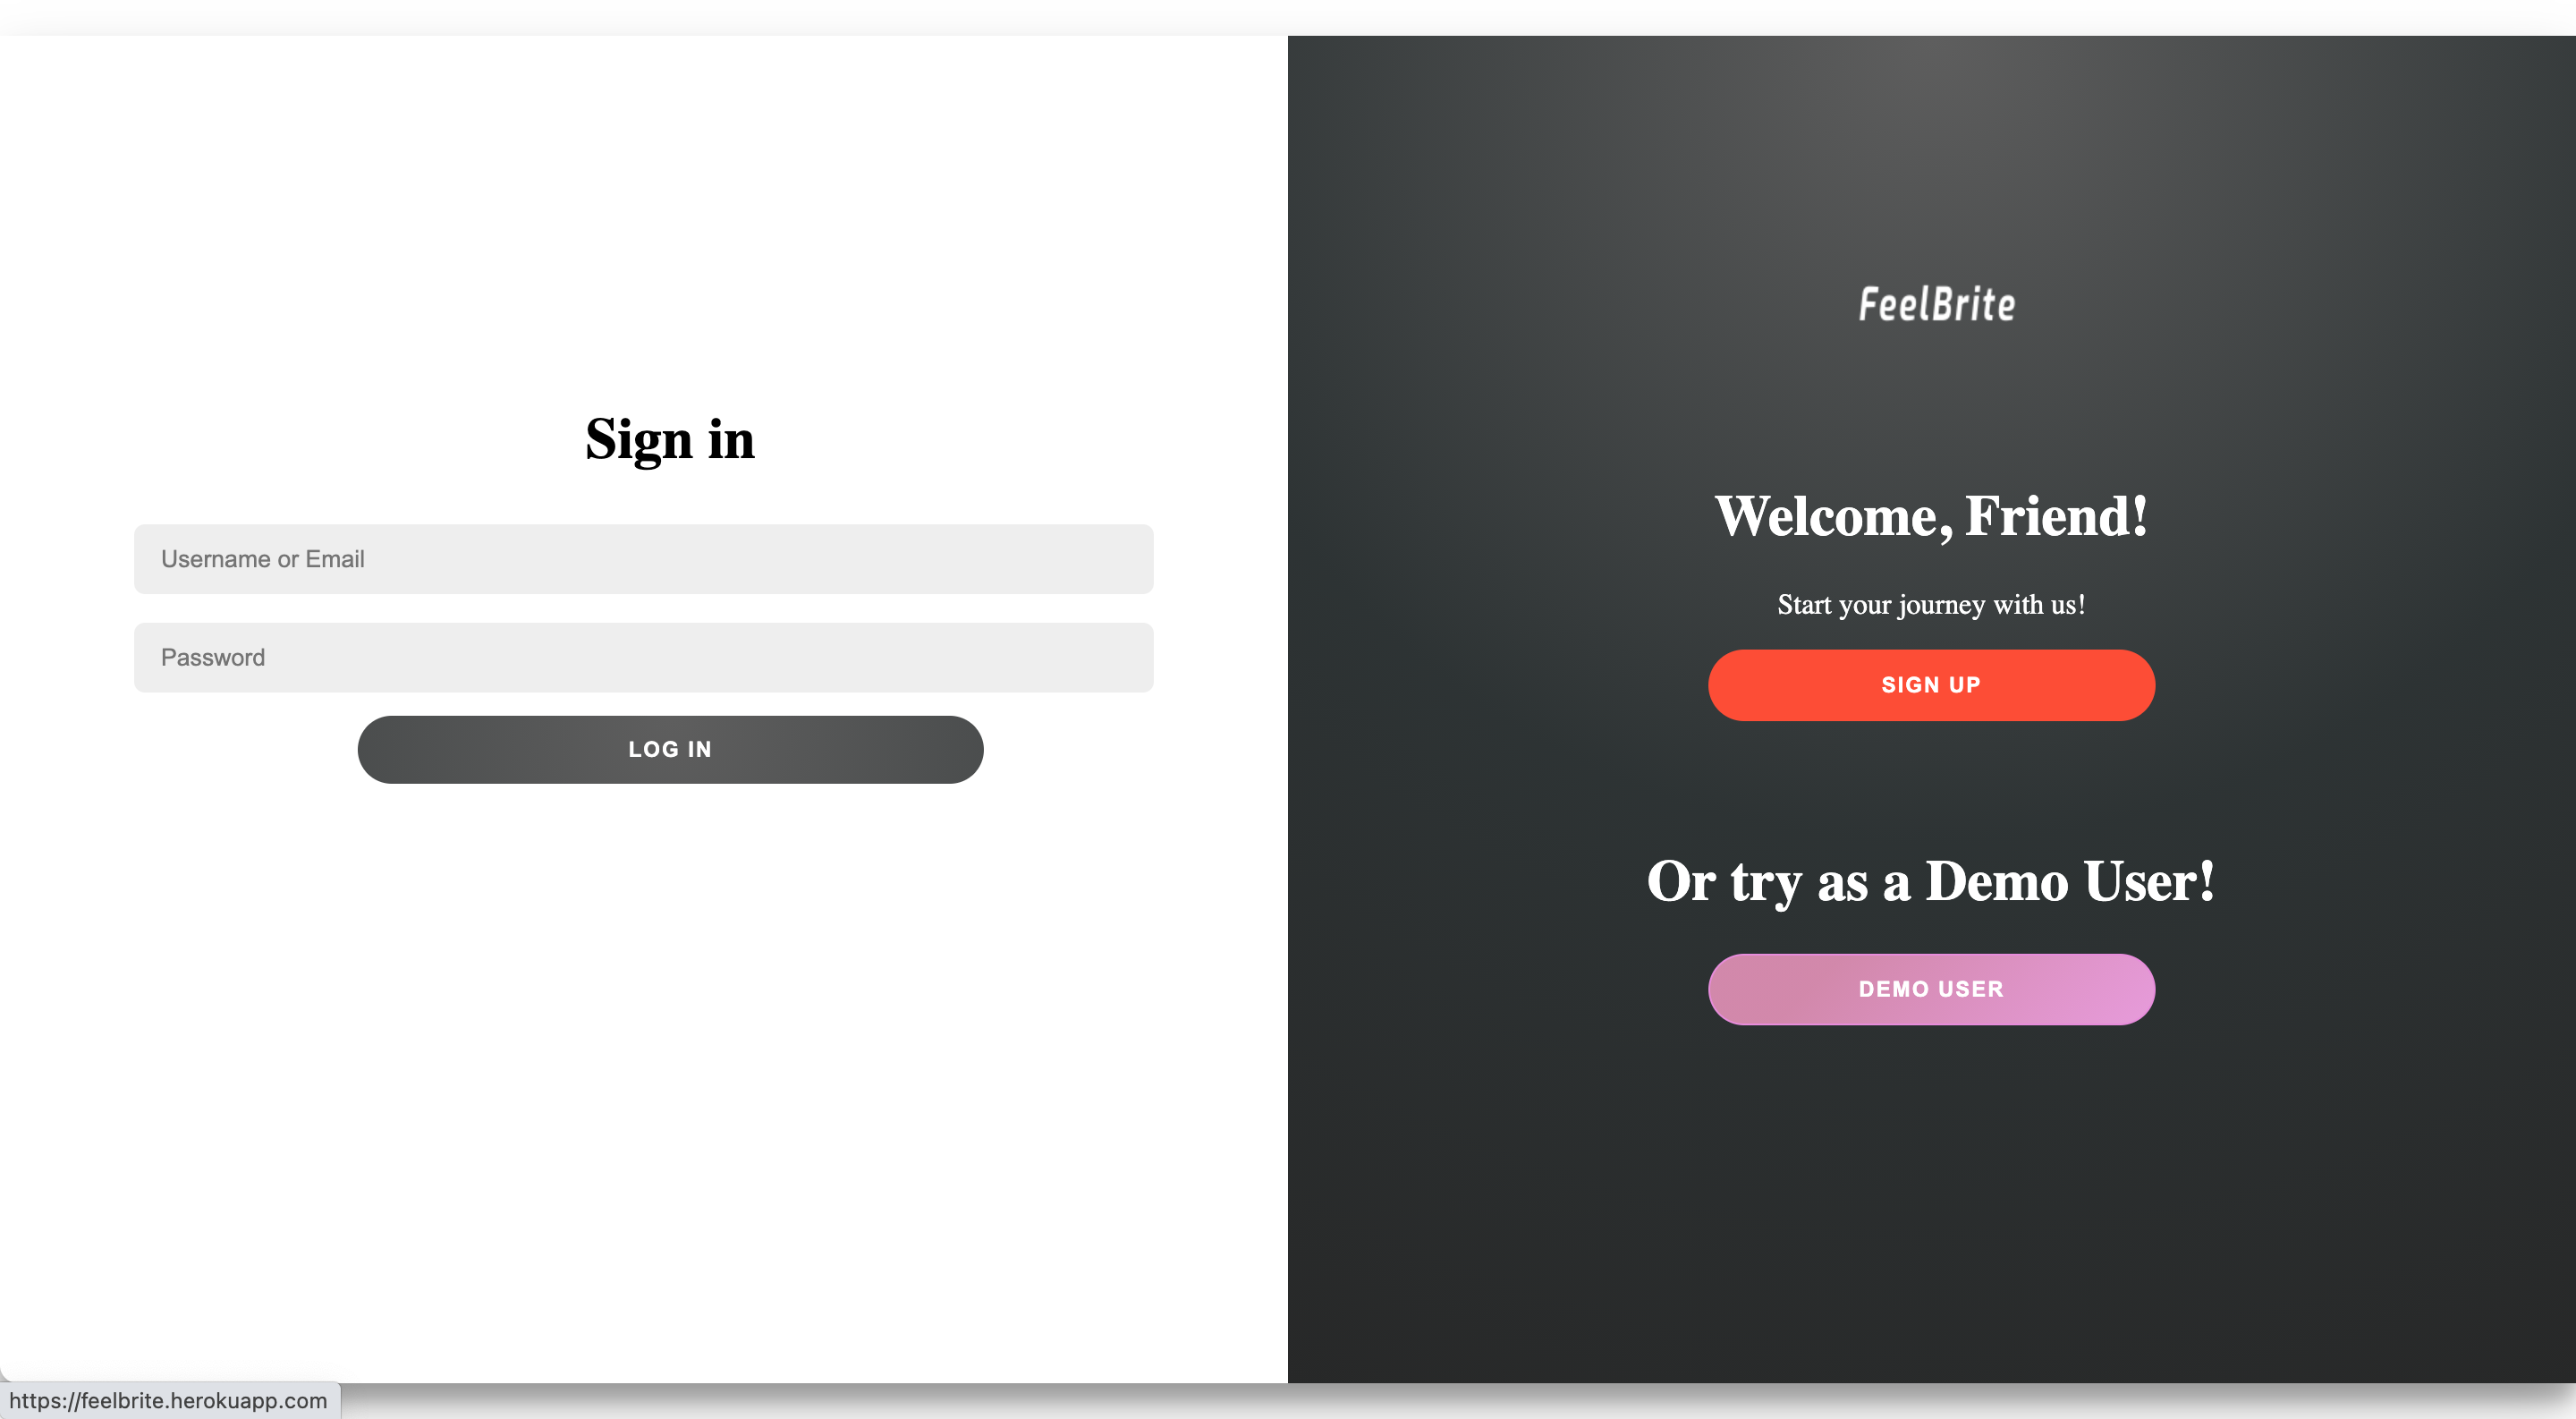 Sign in
Username or Email
Password
LOG IN
FeelBrite
Welcome, Friend!
Start your journey with us!
SIGN UP
Or try as a Demo User!
DEMO USER
https://feelbrite.herokuapp.com